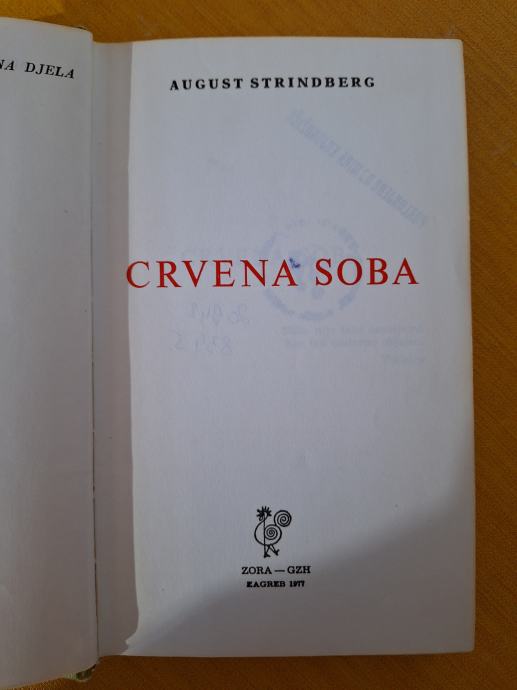 NA DJELA
AUGUST STRINDBERG
CRVENA SOBA
ZORA — GZH
ZAGREB 1977